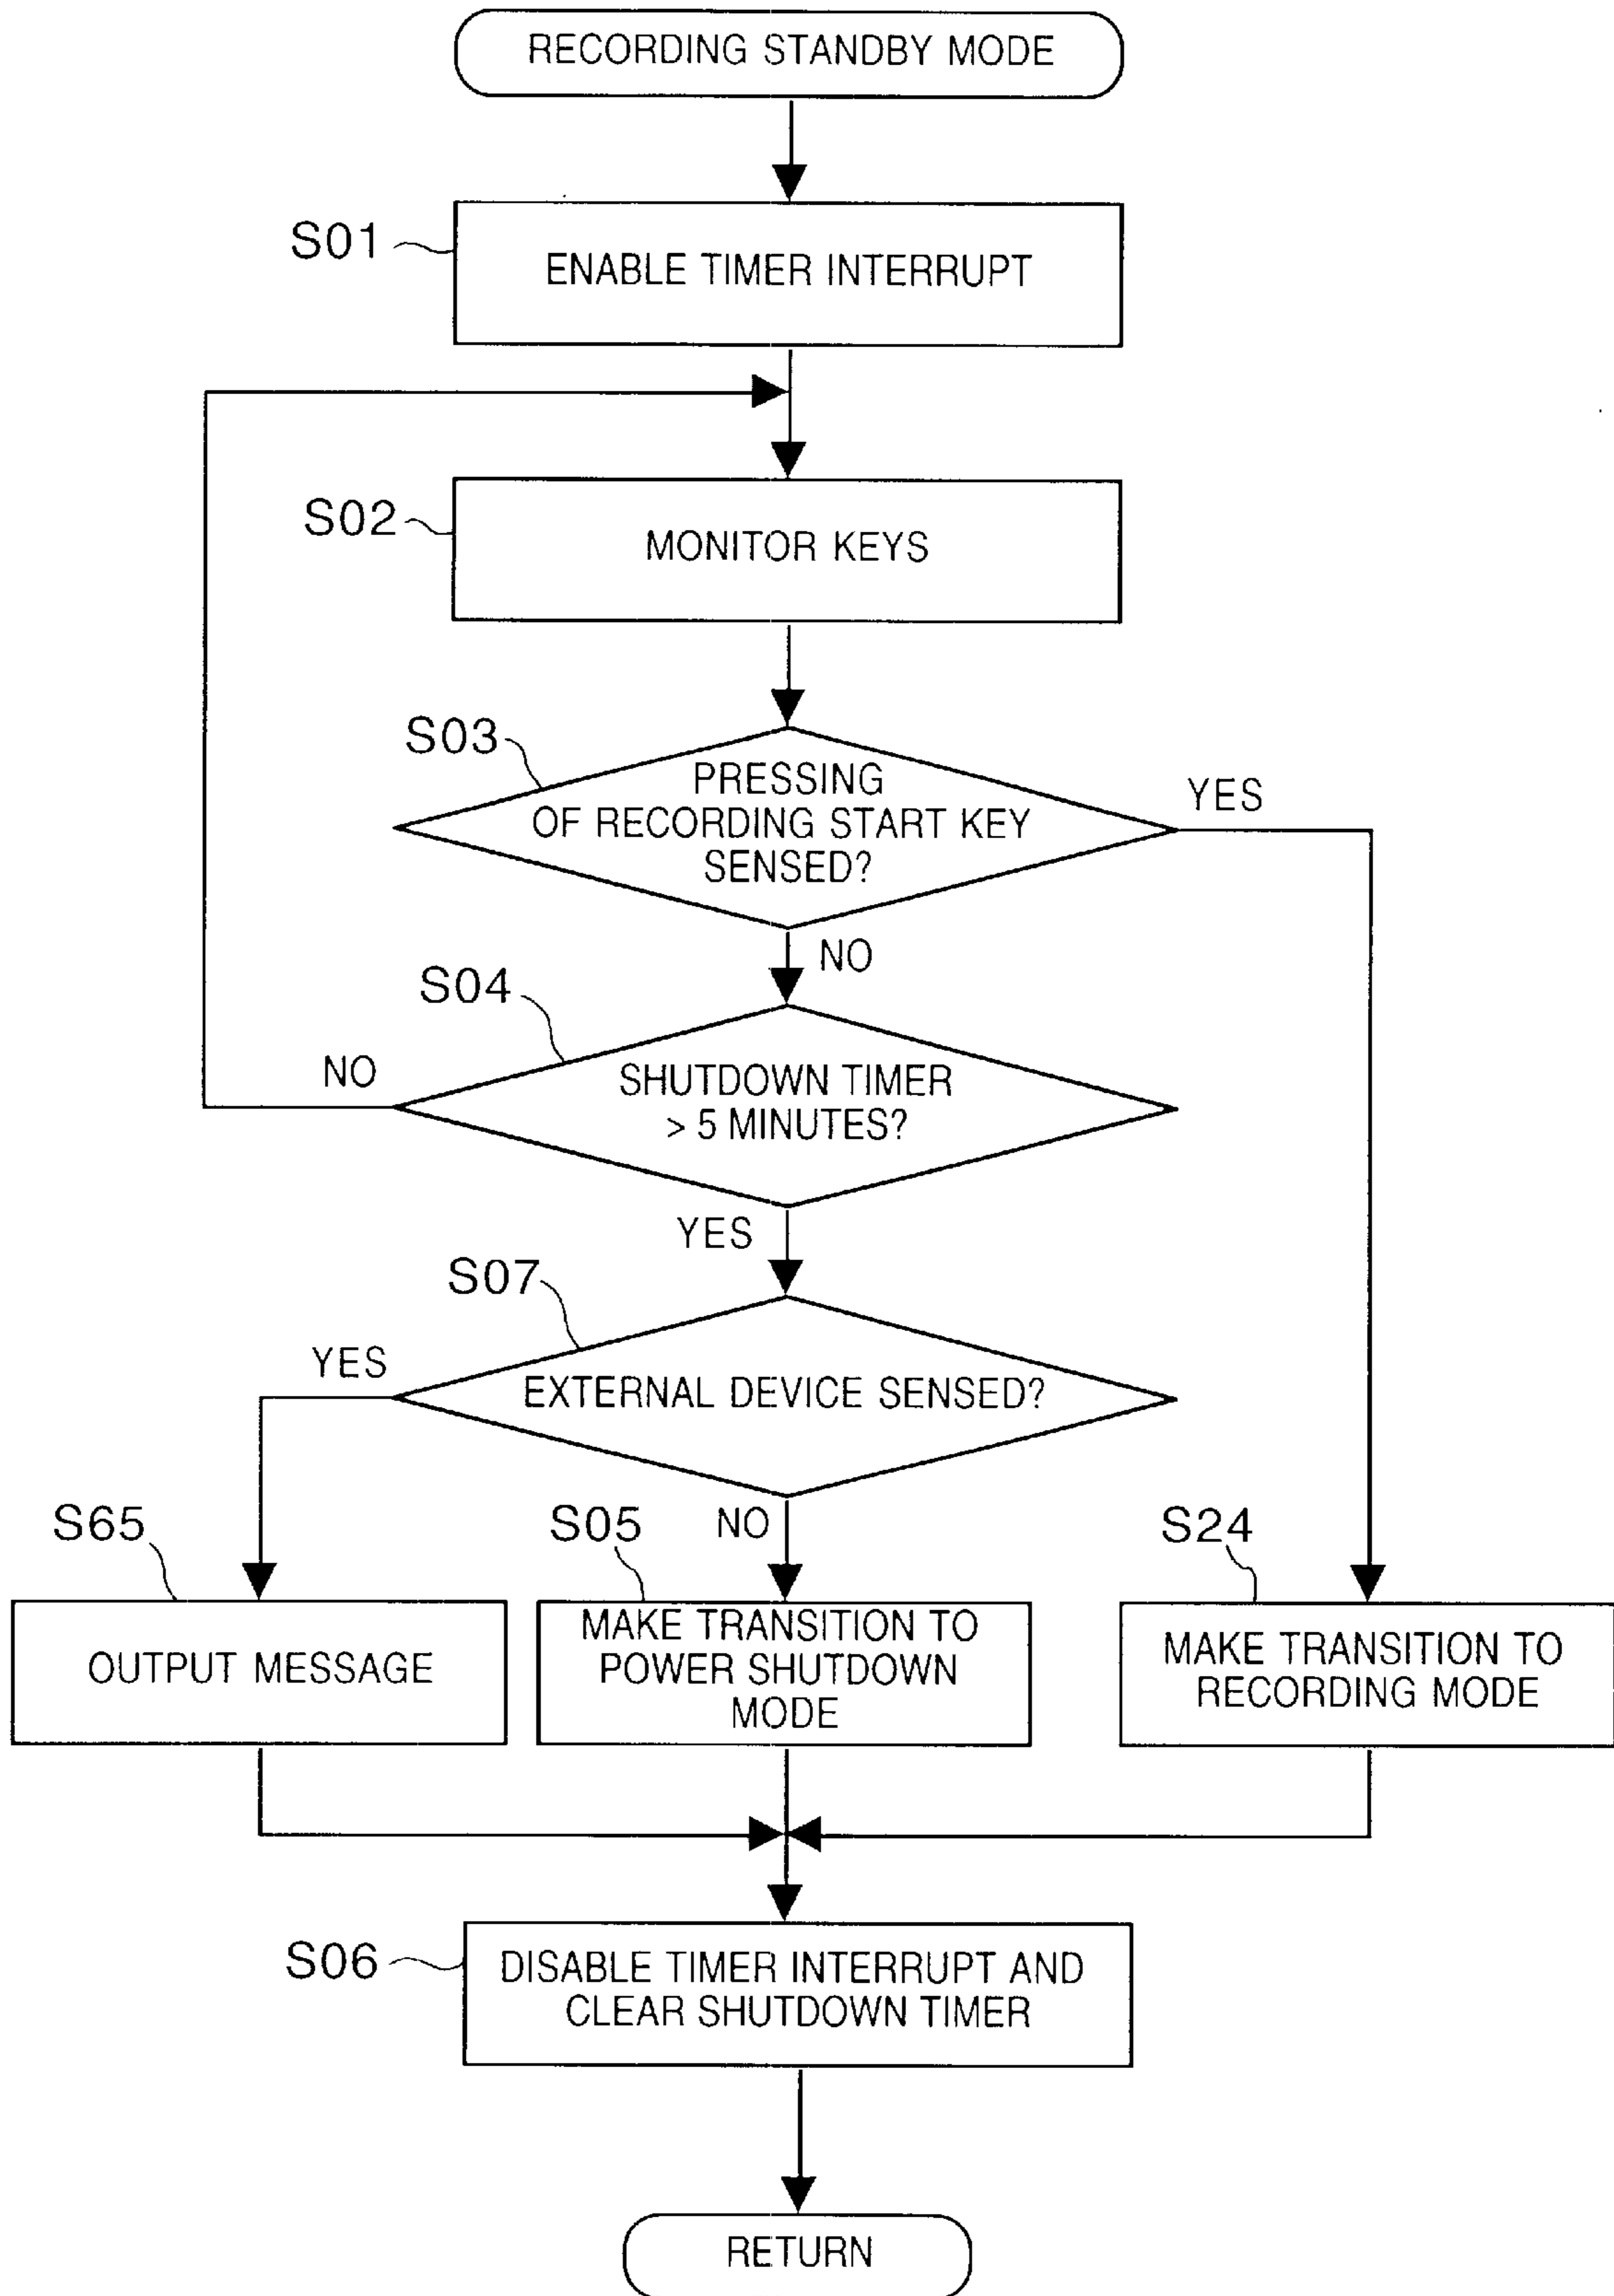 RECORDING STANDBY MODE
S01
ENABLE TIMER INTERRUPT
S02
MONITOR KEYS
S03
PRESSING
OF RECORDING START KEY
SENSED?
YES
NO
S04
SHUTDOWN TIMER
> 5 MINUTES?
NO
YES
S07
EXTERNAL DEVICE SENSED?
YES
NO
S65
OUTPUT MESSAGE
S05
MAKE TRANSITION TO
POWER SHUTDOWN
MODE
S24
MAKE TRANSITION TO
RECORDING MODE
S06
DISABLE TIMER INTERRUPT AND
CLEAR SHUTDOWN TIMER
RETURN